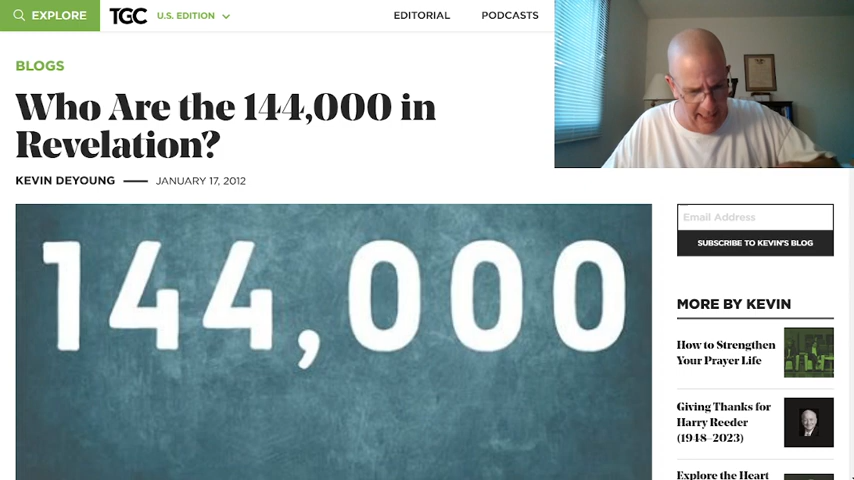 EXPLORE
TGC
U.S. EDITION
EDITORIAL
PODCASTS
BLOGS
Who Are the 144,000 in
Revelation?
KEVIN DEYOUNG — JANUARY 17, 2012
144,000
Email Address
SUBSCRIBE TO KEVIN'S BLOG
MORE BY KEVIN
How to Strengthen
Your Prayer Life
Giving Thanks for
Harry Reeder
(1948–2023)
Explore the Heart